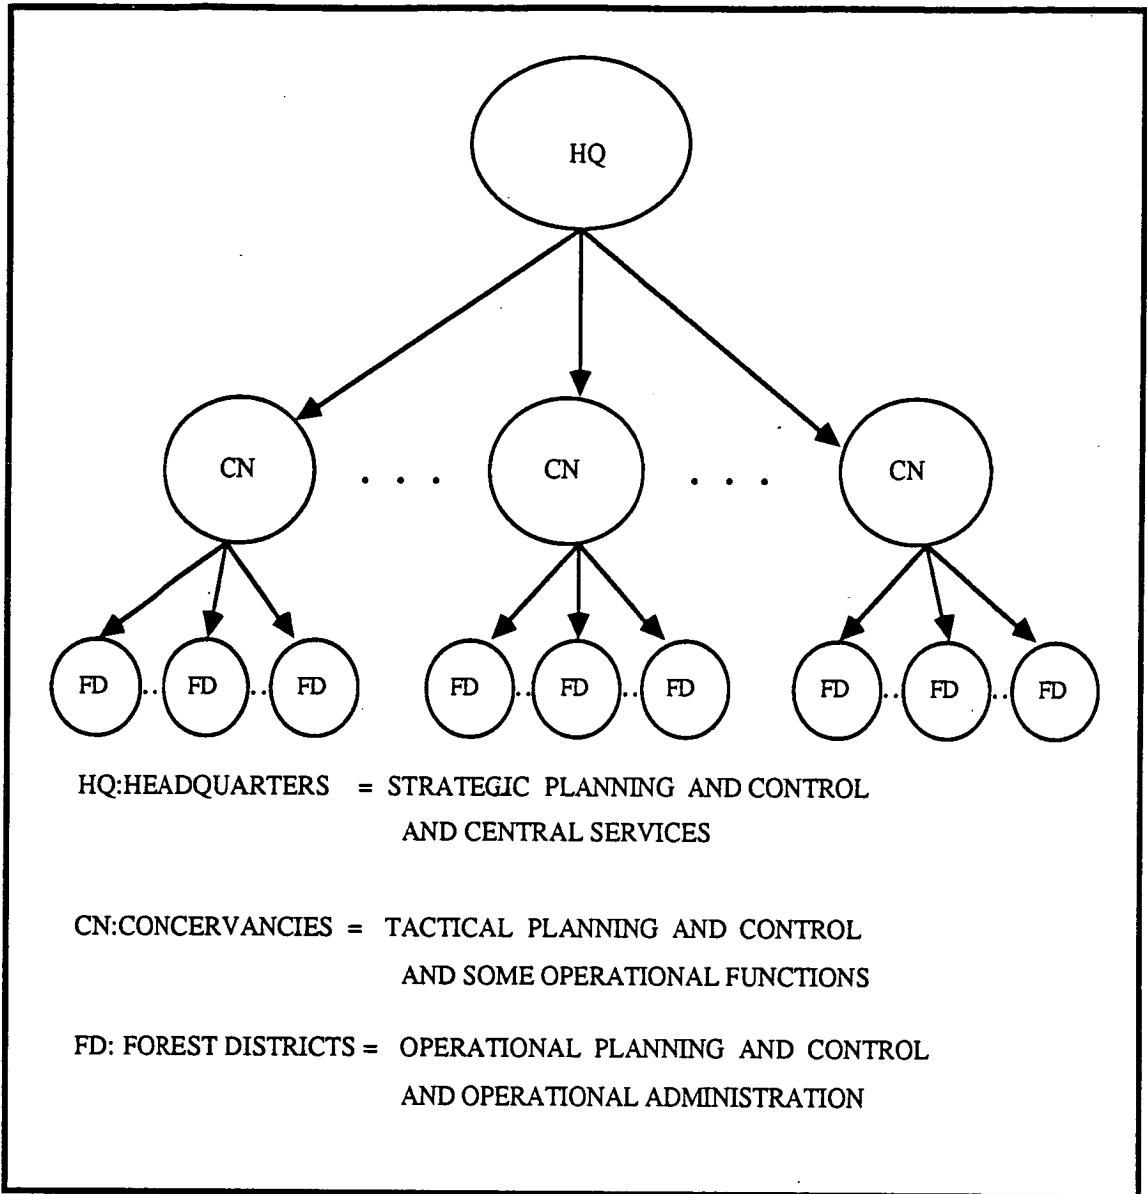 HQ
CN . . . CN . . . CN
FD .. FD .. FD FD .. FD .. FD FD .. FD .. FD
HQ:HEADQUARTERS = STRATEGIC PLANNING AND CONTROL
AND CENTRAL SERVICES
CN:CONCERVANCIES = TACTICAL PLANNING AND CONTROL
AND SOME OPERATIONAL FUNCTIONS
FD: FOREST DISTRICTS = OPERATIONAL PLANNING AND CONTROL
AND OPERATIONAL ADMINISTRATION